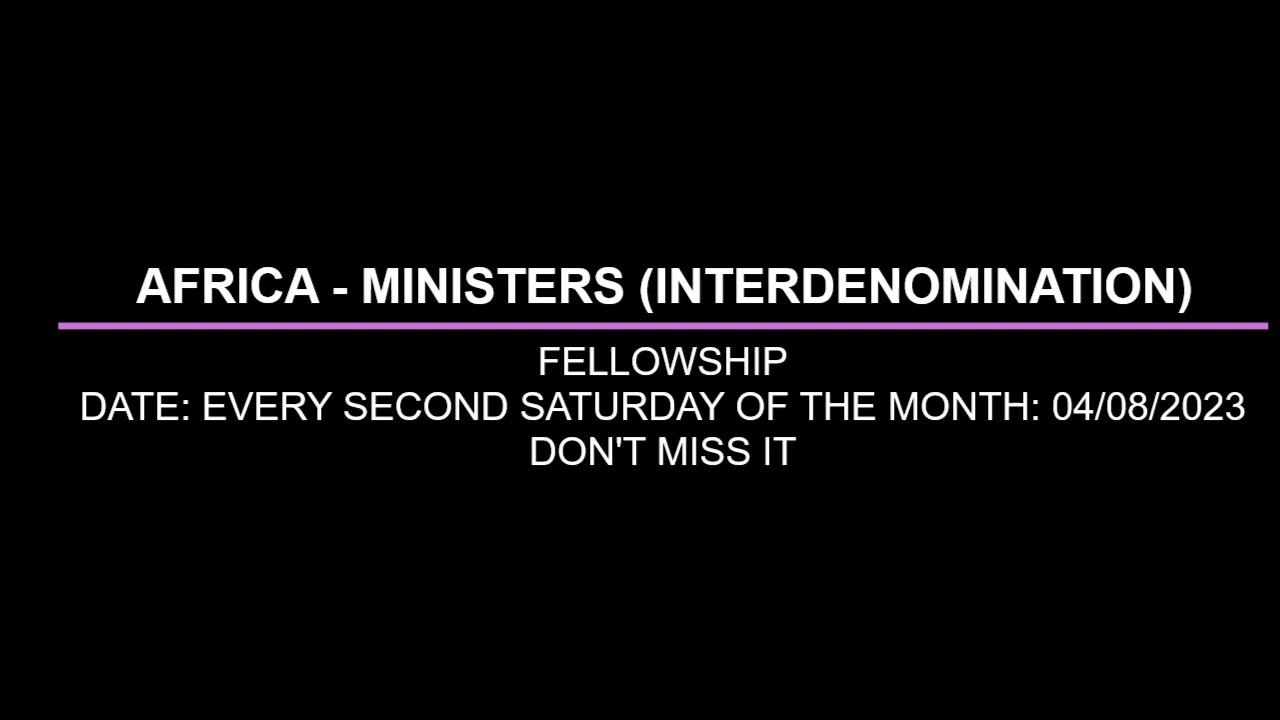 AFRICA - MINISTERS (INTERDENOMINATION)
FELLOWSHIP
DATE: EVERY SECOND SATURDAY OF THE MONTH: 04/08/2023
DON'T MISS IT